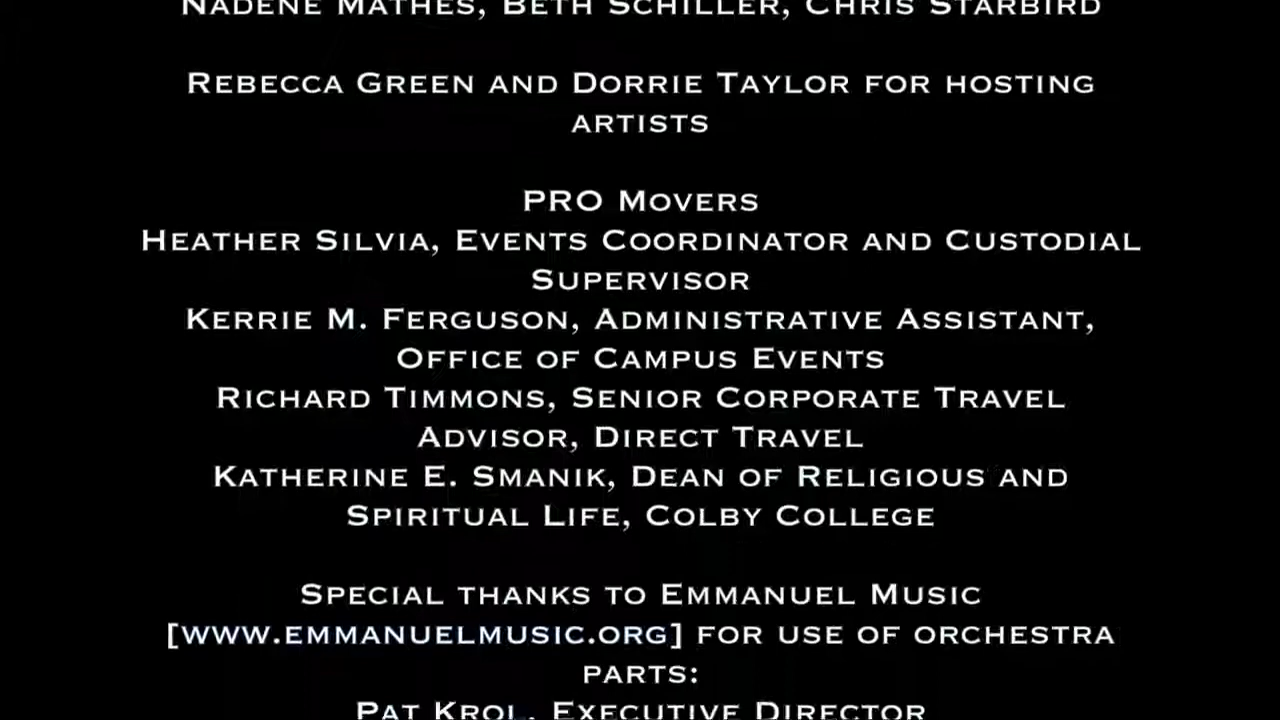 Nadene Mathes, Beth Schiller, Chris Starbird
Rebecca Green and Dorrie Taylor for hosting
artists
PRO Movers
Heather Silvia, Events Coordinator and Custodial
Supervisor
Kerrie M. Ferguson, Administrative Assistant,
Office of Campus Events
Richard Timmons, Senior Corporate Travel
Advisor, Direct Travel
Katherine E. Smanik, Dean of Religious and
Spiritual Life, Colby College
Special thanks to Emmanuel Music
[www.emmanuelmusic.org] for use of orchestra
parts:
Pat Krol, Executive Director